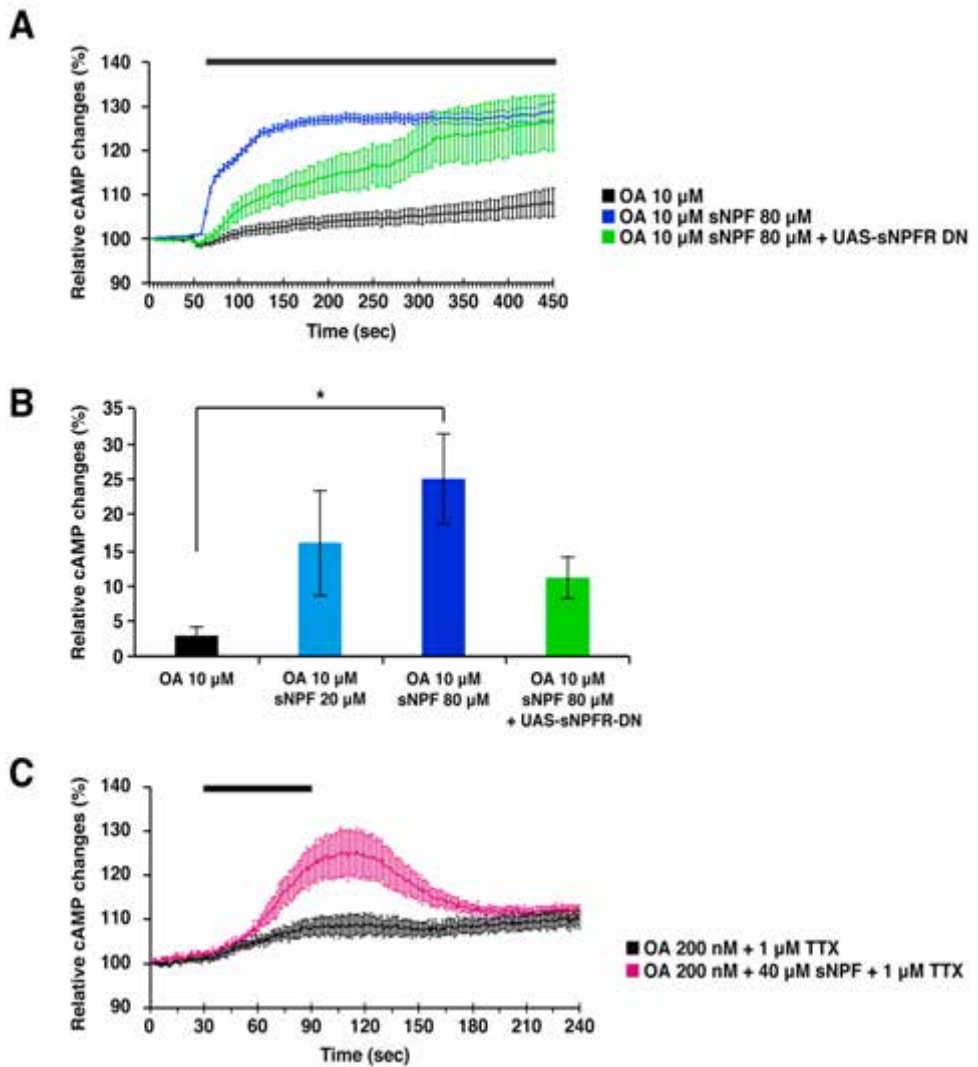 A
Relative cAMP changes (%)
140
130
120
110
100
90
0 50 100 150 200 250 300 350 400 450
Time (sec)
OA 10 µM
OA 10 µM sNPF 80 µM
OA 10 µM sNPF 80 µM + UAS-sNPFR DN
B
Relative cAMP changes (%)
35
30
25
20
15
10
5
0
*
OA 10 µM
OA 10 µM
sNPF 20 µM
OA 10 µM
sNPF 80 µM
OA 10 µM
sNPF 80 µM
+ UAS-sNPFR-DN
C
Relative cAMP changes (%)
140
130
120
110
100
90
0 30 60 90 120 150 180 210 240
Time (sec)
OA 200 nM + 1 µM TTX
OA 200 nM + 40 µM sNPF + 1 µM TTX